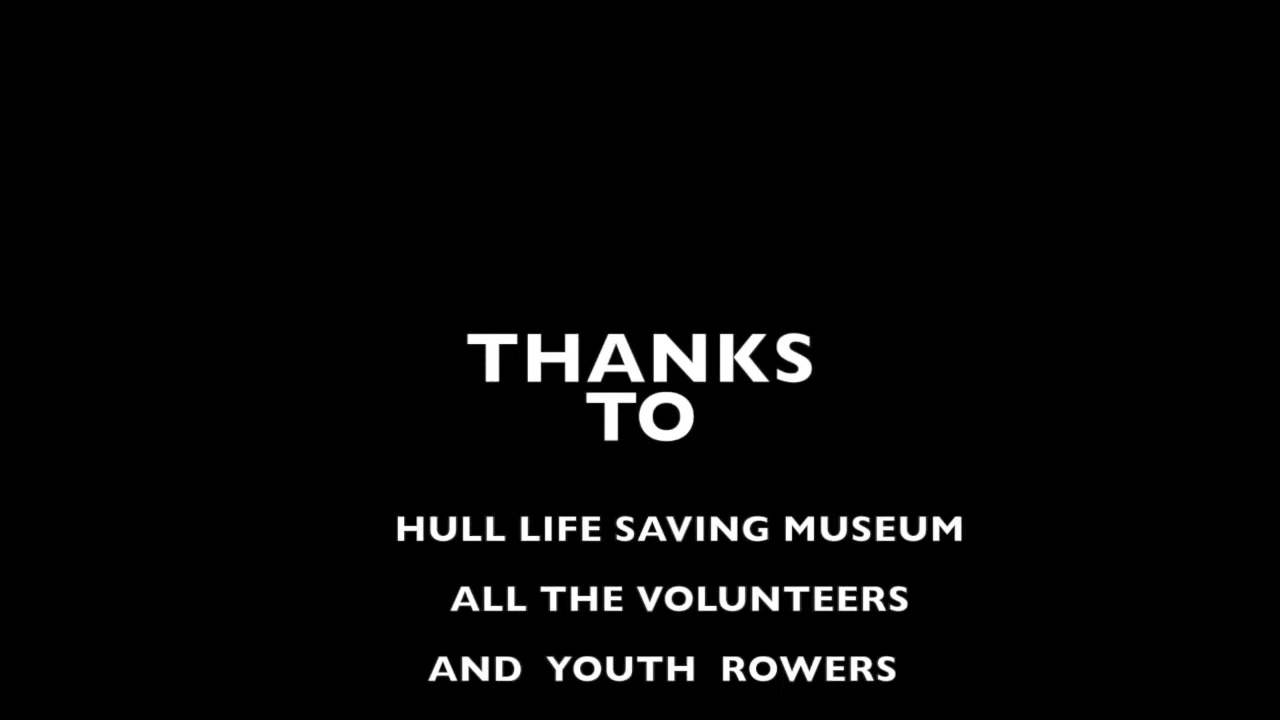 THANKS
TO
HULL LIFE SAVING MUSEUM
ALL THE VOLUNTEERS
AND YOUTH ROWERS